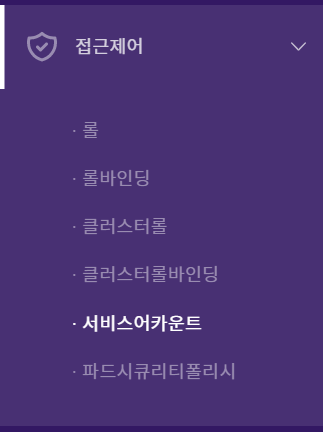 접근제어
· 롤
· 롤바인딩
· 클러스터롤
· 클러스터롤바인딩
· 서비스어카운트
· 파드시큐리티폴리시